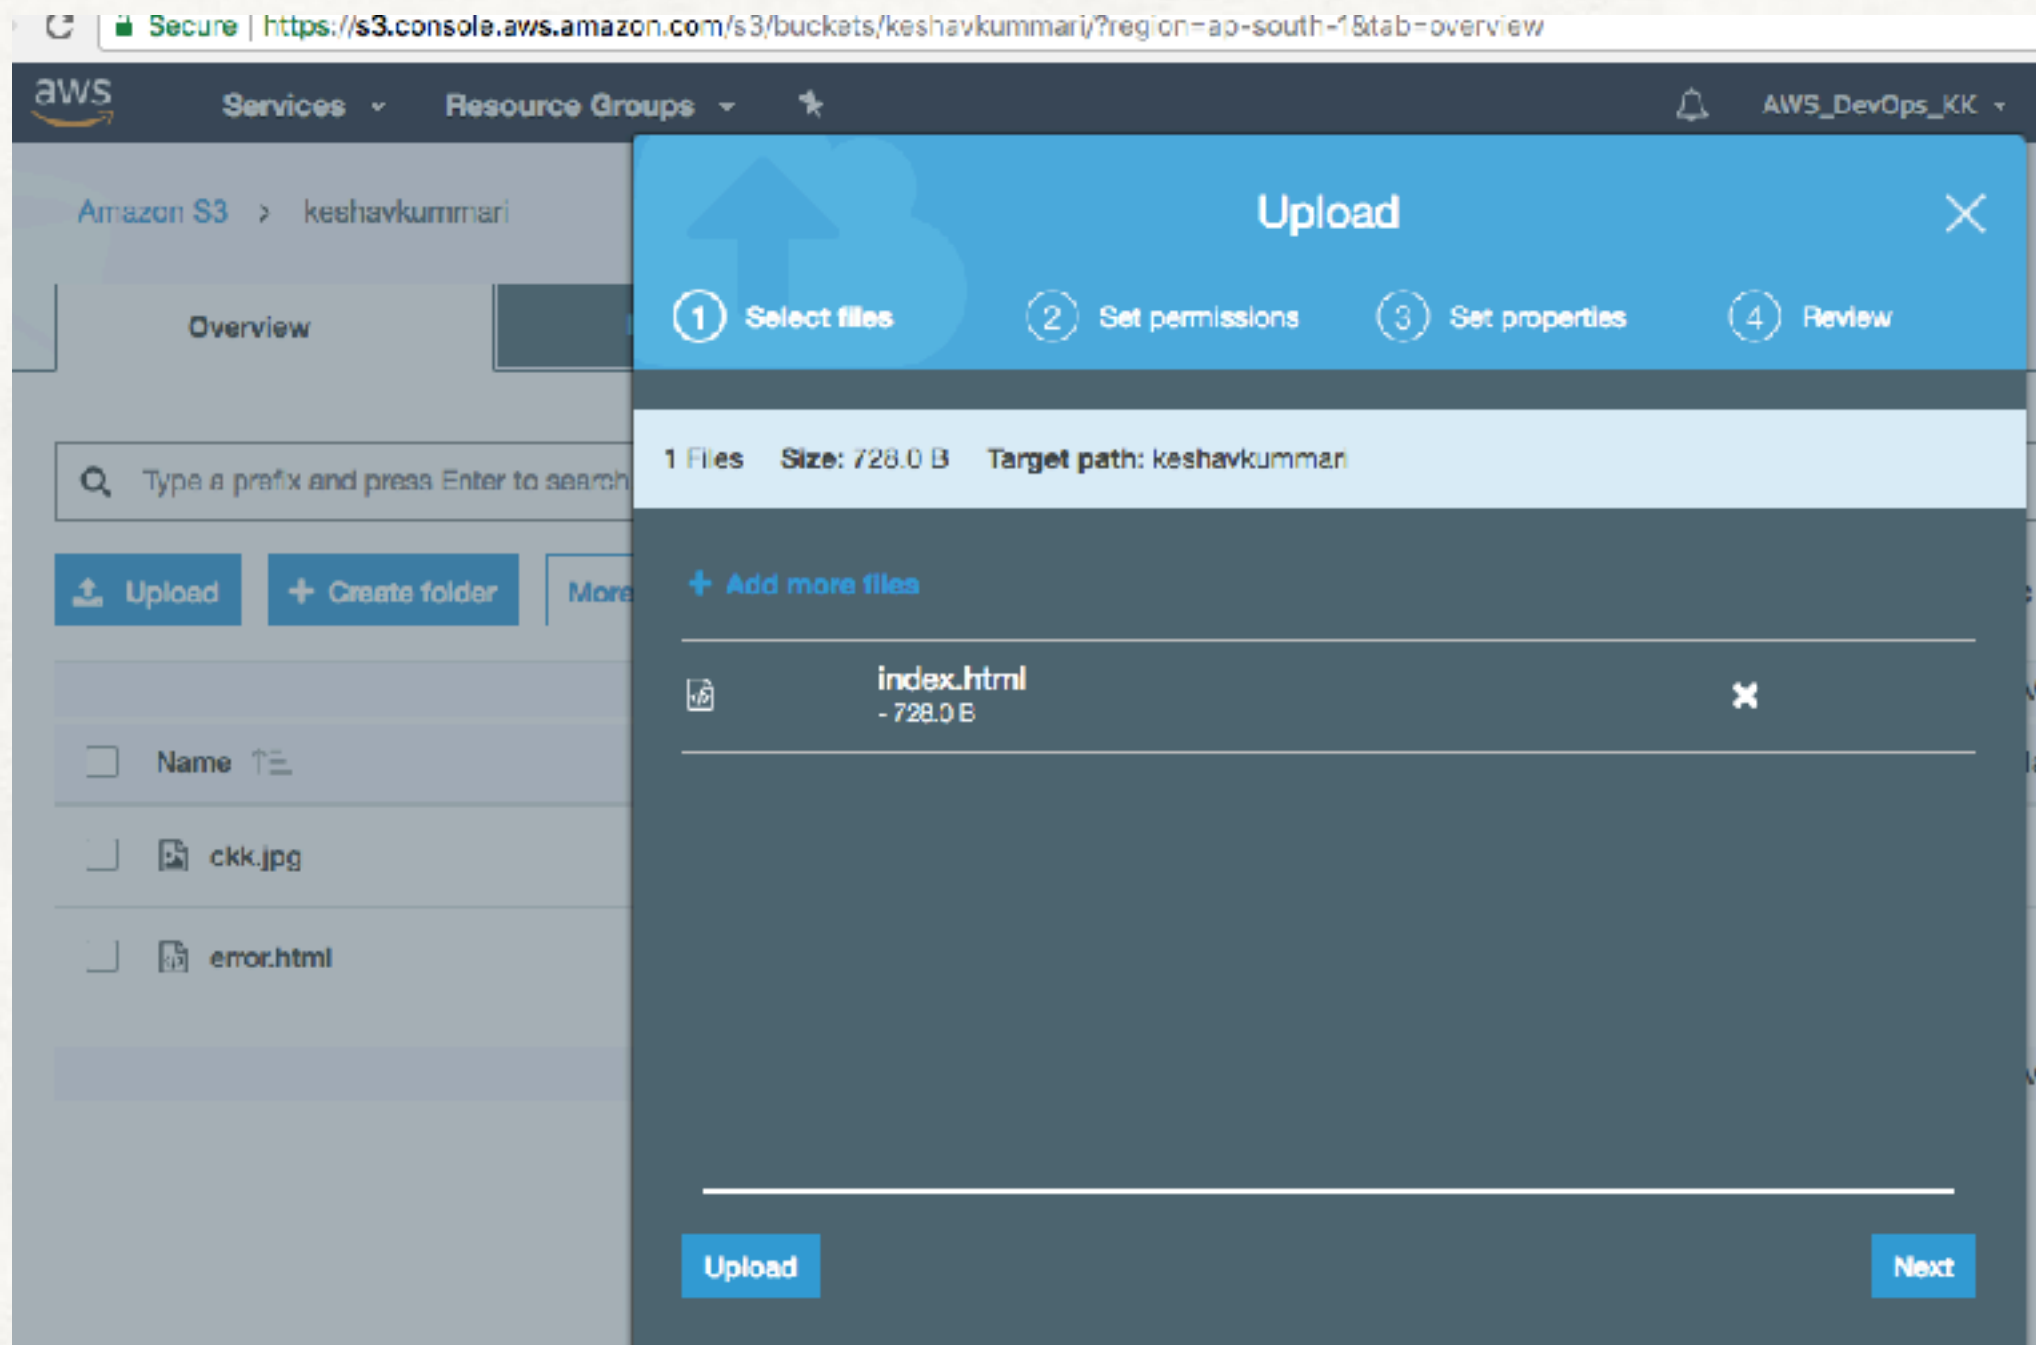 Secure | https://s3.console.aws.amazon.com/s3/buckets/keshavkummari/?region=ap-south-1&tab=overview
aws Services Resource Groups AWS_DevOps_KK
Amazon S3 > keshavkummari
Upload
Overview
1 Select files 2 Set permissions 3 Set properties 4 Review
1 Files Size: 728.0 B Target path: keshavkummari
Type a prefix and press Enter to search
+ Add more files
Upload + Create folder More
index.html
- 728.0 B
Name
ckk.jpg
error.html
Upload Next